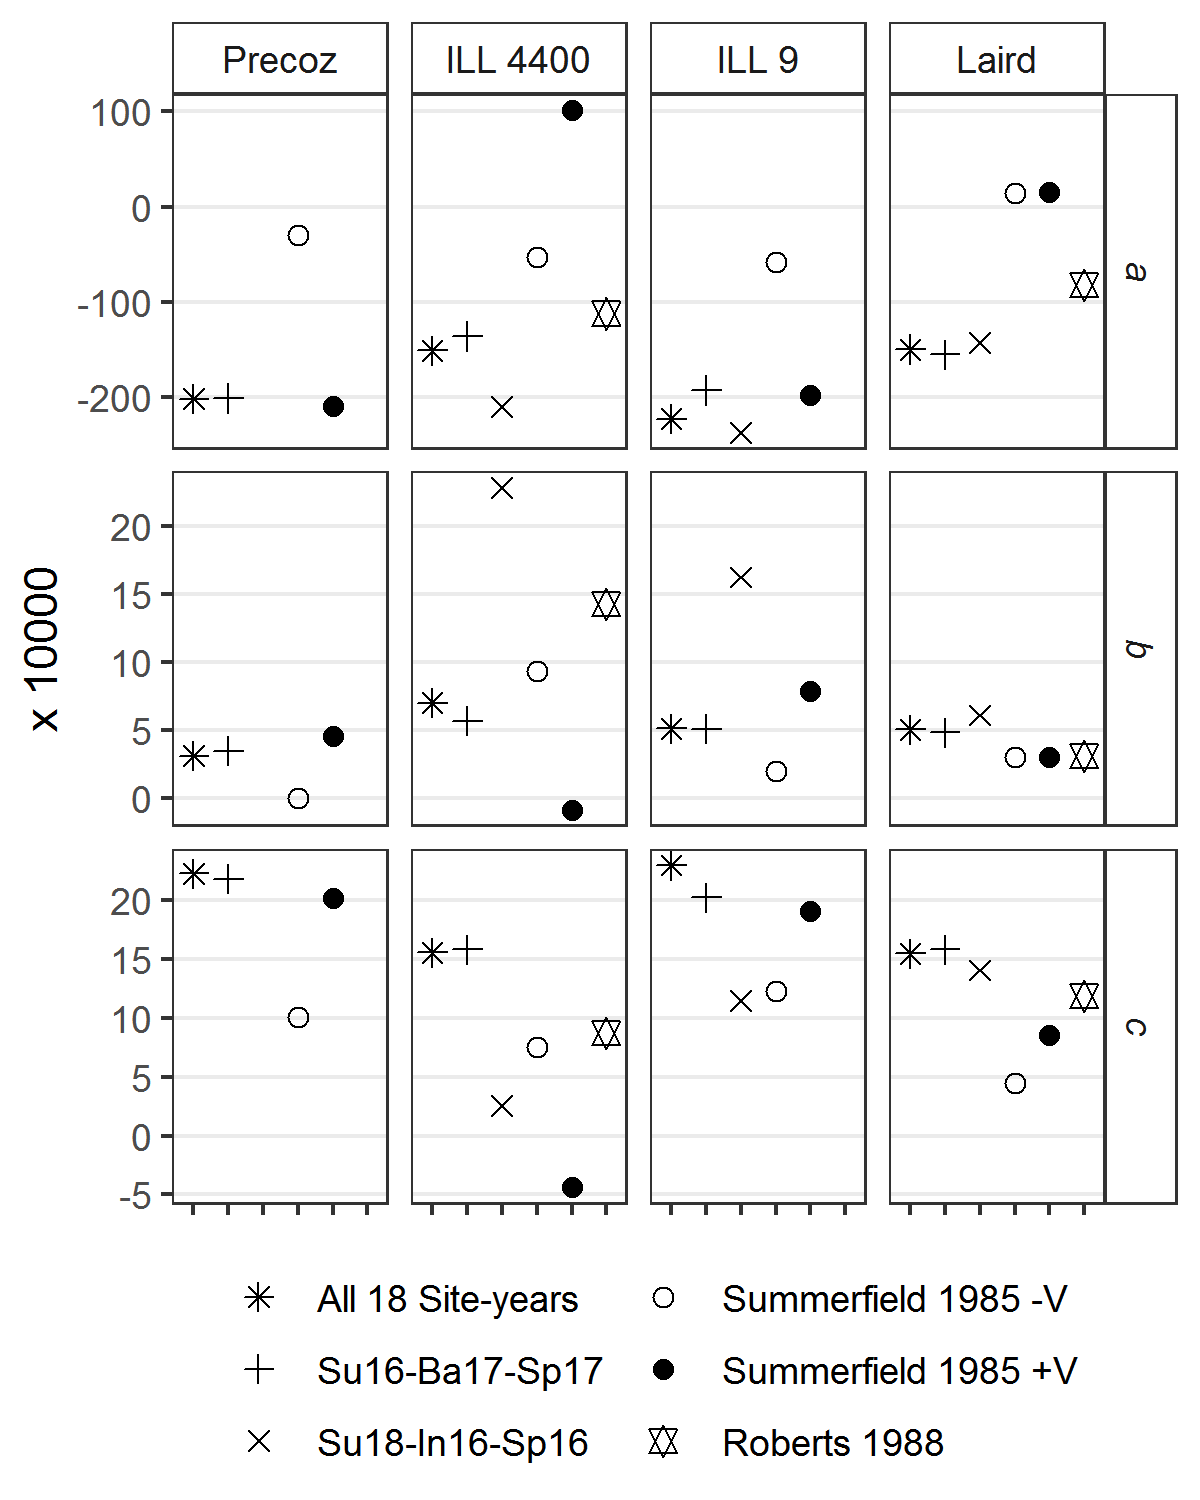 Precoz ILL 4400 ILL 9 Laird
100
0
-100
-200
a
20
15
10
5
0
b
20
15
10
5
0
-5
c
x 10000
All 18 Site-years Summerfield 1985 -V
Su16-Ba17-Sp17 Summerfield 1985 +V
Su18-In16-Sp16 Roberts 1988